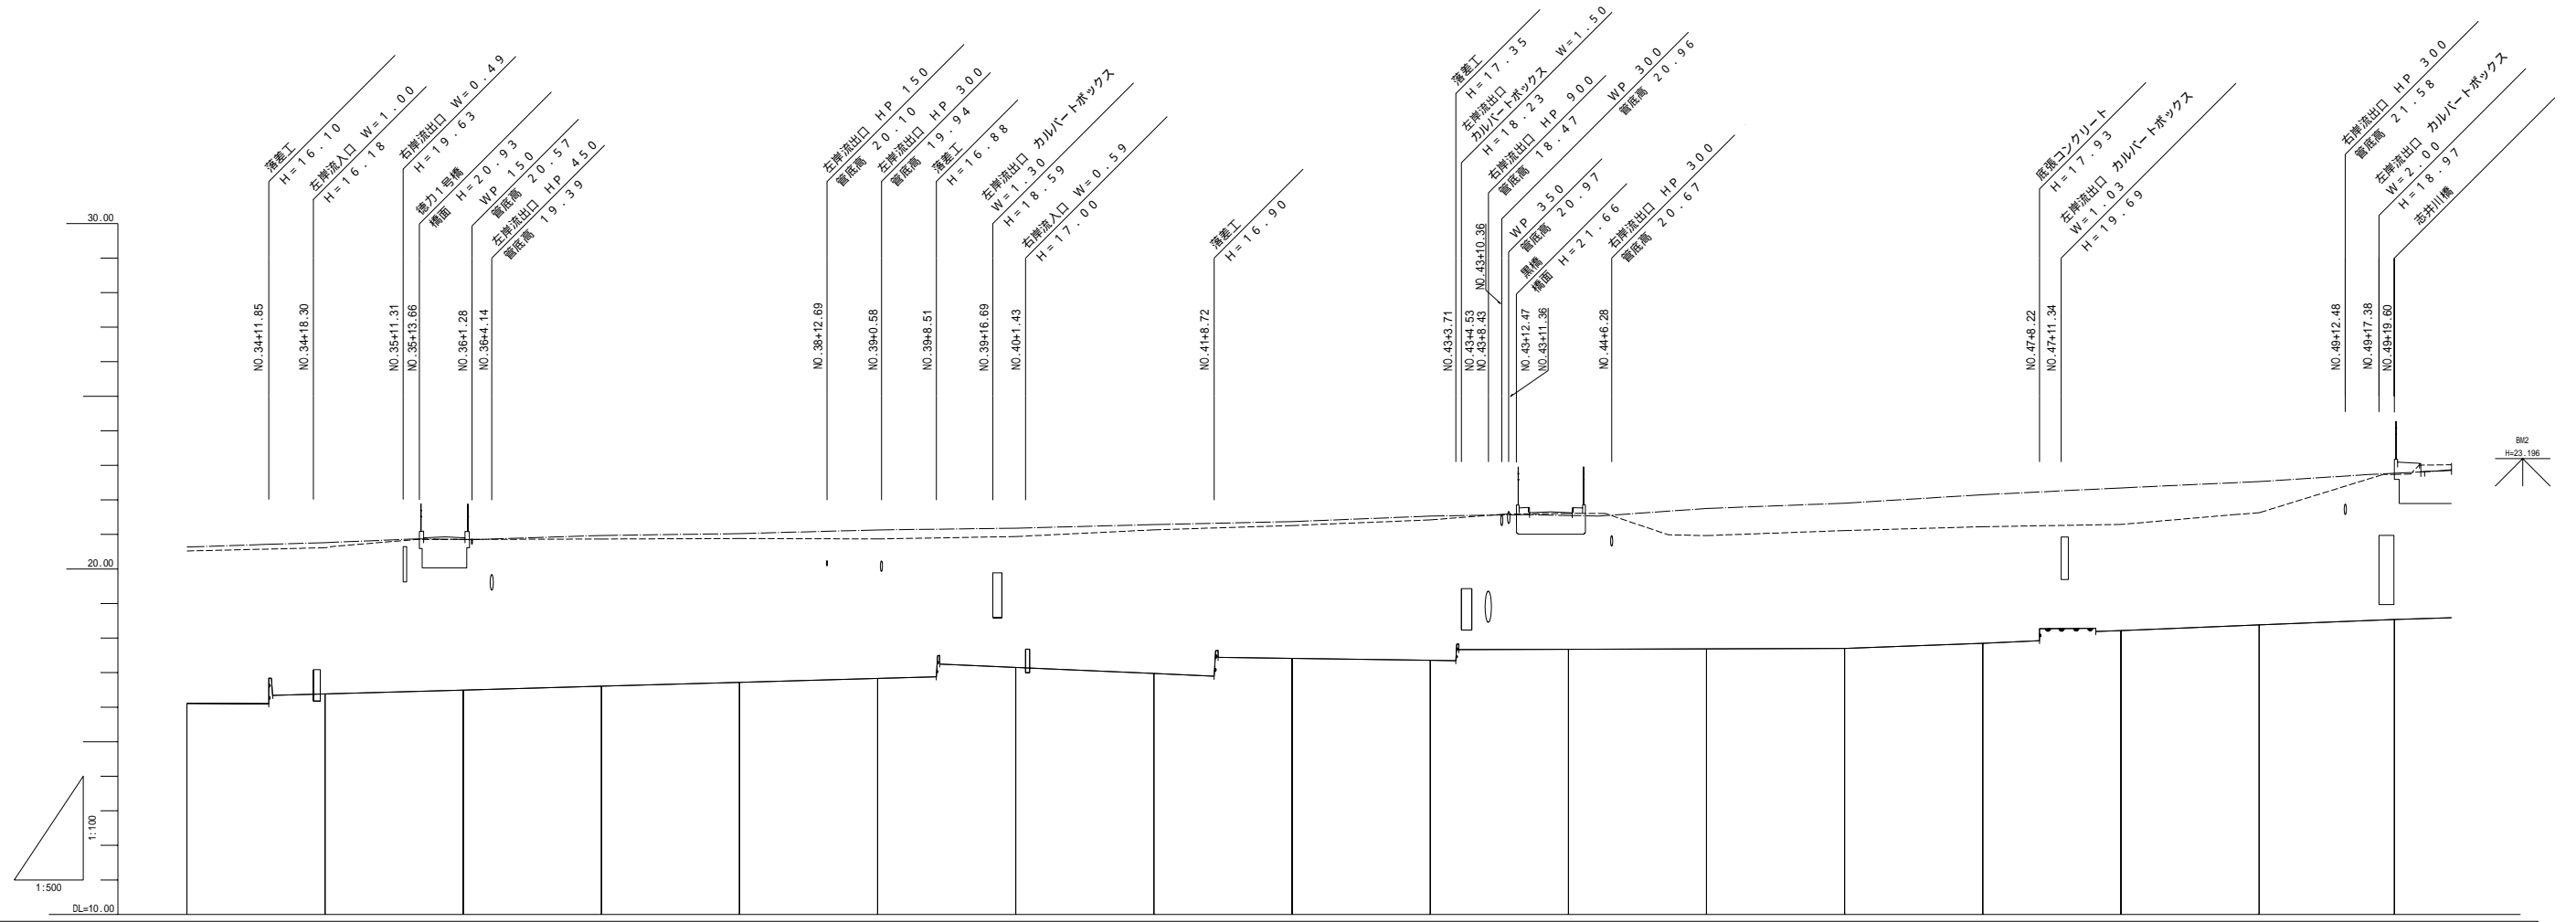 落差工
H=16.10
NO.34+11.85
左岸流入口 W=1.00
H=16.18
NO.34+18.30
右岸流出口 W=0.49
H=19.63
NO.35+11.31
徳力1号橋
橋面 H=20.93
NO.35+13.66
WP 150
管底高 20.57
NO.36+1.28
左岸流出口 HP 450
管底高 19.39
NO.36+4.14
左岸流出口 HP 150
管底高 20.10
NO.38+12.69
左岸流出口 HP 300
管底高 19.94
NO.39+0.58
落差工
H=16.88
NO.39+8.51
左岸流出口 カルバートボックス
W=1.30
H=18.59
NO.39+16.69
右岸流入口 W=0.59
H=17.00
NO.40+1.43
落差工
H=16.90
NO.41+8.72
落差工
H=17.35
NO.43+3.71
左岸流出口
カルバートボックス W=1.50
H=18.23
NO.43+4.53
右岸流出口 HP 900
管底高 18.47
NO.43+8.43
WP 300
管底高 20.96
NO.43+10.36
WP 350
管底高 20.97
NO.43+11.36
黒橋
橋面 H=21.66
NO.43+12.47
右岸流出口 HP 300
管底高 20.67
NO.44+6.28
底張コンクリート
H=17.93
NO.47+8.22
左岸流出口 カルバートボックス
W=1.03
H=19.69
NO.47+11.34
右岸流出口 HP 300
管底高 21.58
NO.49+12.48
左岸流出口 カルバートボックス
W=2.00
H=18.97
NO.49+17.38
志井川橋
NO.49+19.60
BM2
H=23.196
30.00
20.00
1:100
1:500
DL=10.00